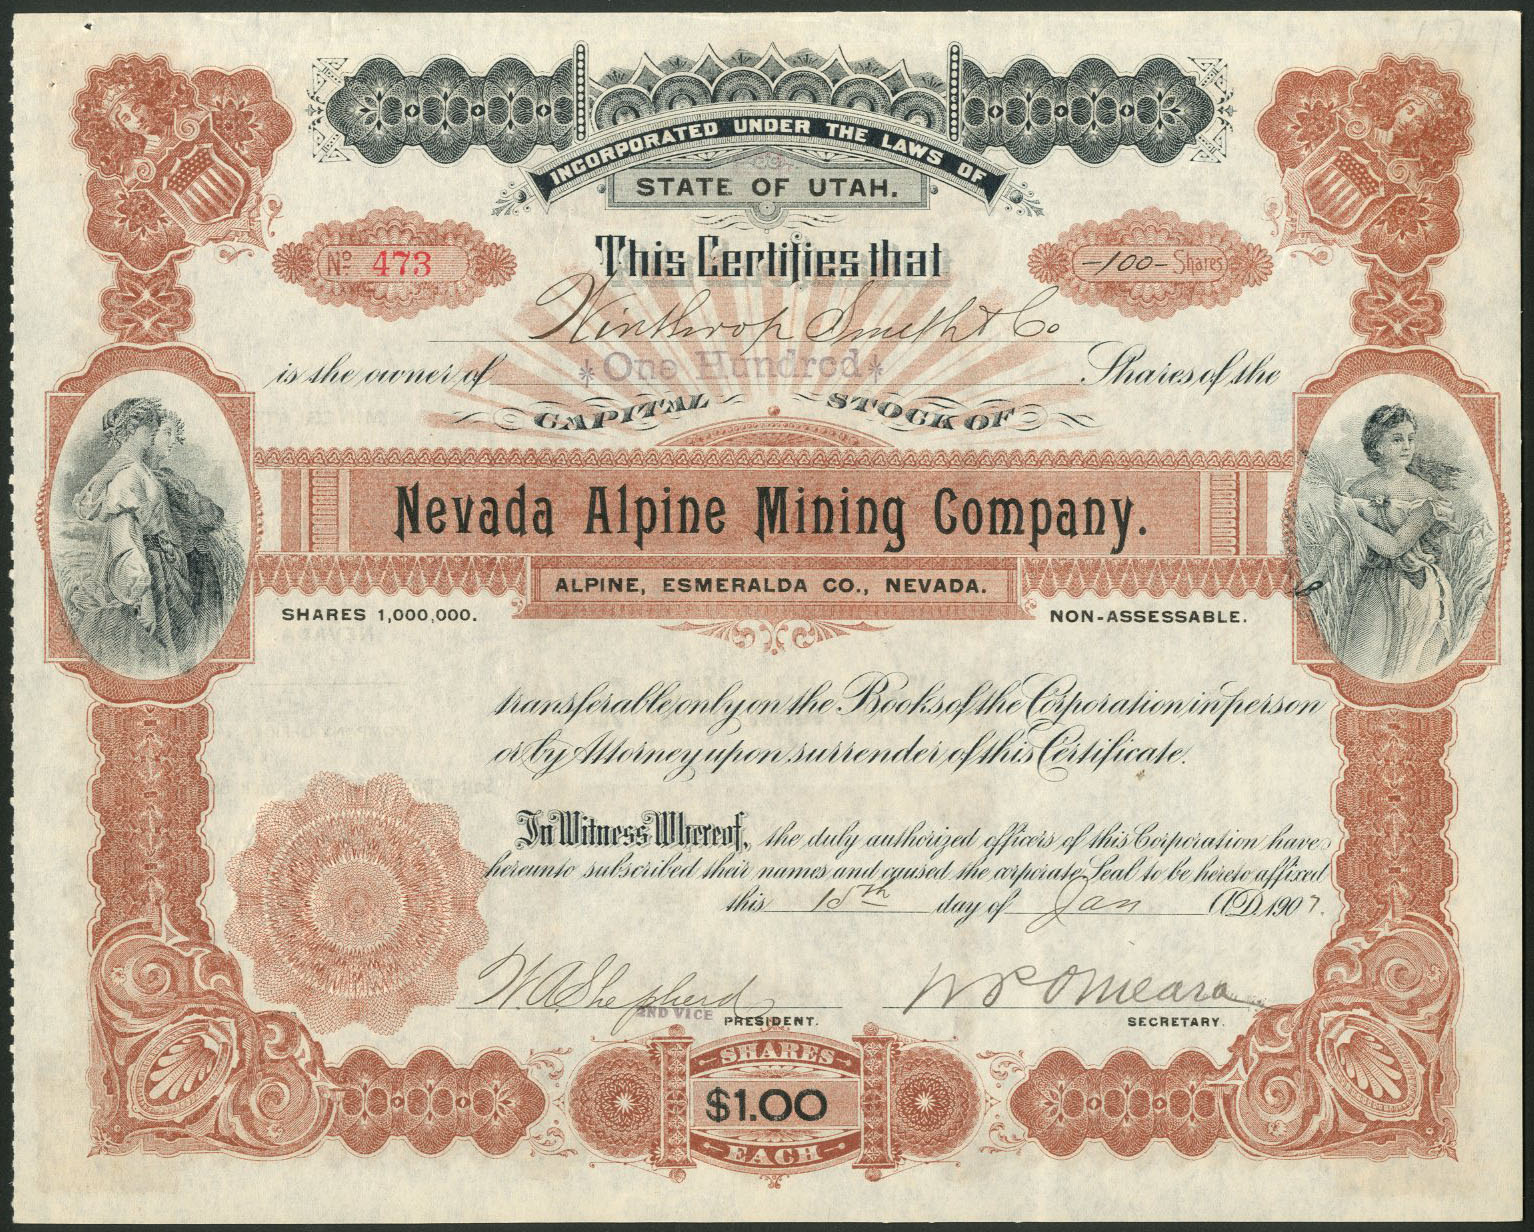 INCORPORATED UNDER THE LAWS OF
STATE OF UTAH.
No 473
This Certifies that
-100- Shares
Winthrop Smith & Co
is the owner of *One Hundred* Shares of the
CAPITAL STOCK OF
Nevada Alpine Mining Company.
ALPINE, ESMERALDA CO., NEVADA.
SHARES 1,000,000.
NON-ASSESSABLE.
transferable only on the Books of the Corporation in person
or by Attorney upon surrender of this Certificate.
In Witness Whereof, the duly authorized officers of this Corporation have
hereunto subscribed their names and caused the corporate Seal to be hereto affixed
this 15th day of Jan A.D. 1907.
W A Shepherd
2ND VICE PRESIDENT.
W P O'Meara
SECRETARY.
SHARES
$1.00
EACH